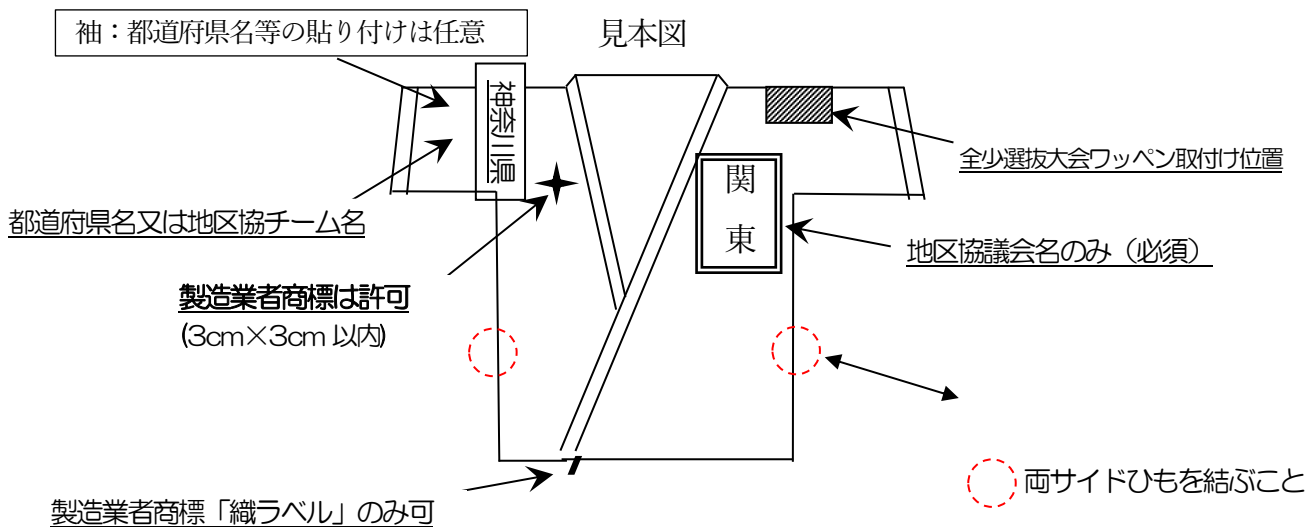 袖：都道府県名等の貼り付けは任意
見本図
神奈川県
全少選抜大会ワッペン取付け位置
関東
都道府県名又は地区協チーム名
地区協議会名のみ（必須）
製造業者商標は許可
(3cm×3cm 以内)
両サイドひもを結ぶこと
製造業者商標「織ラベル」のみ可